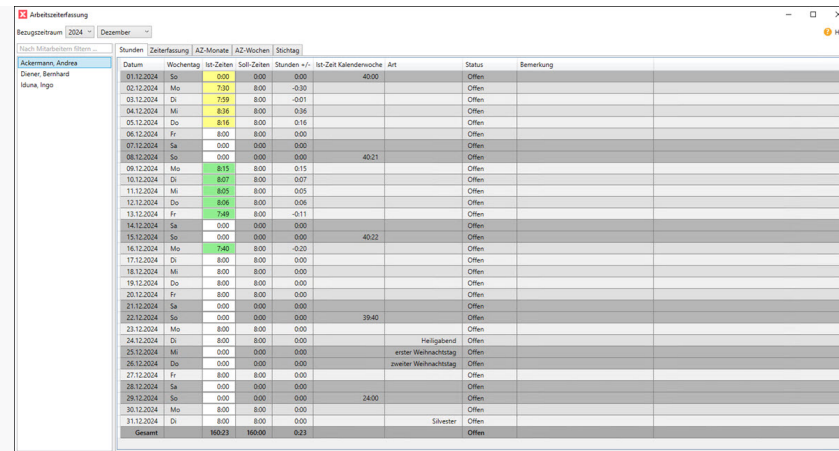 Arbeitszeiterfassung
Bezugszeitraum 2024 Dezember
H
Nach Mitarbeitern filtern ...
Ackermann, Andrea
Diener, Bernhard
Iduna, Ingo
Stunden Zeiterfassung AZ-Monate AZ-Wochen Stichtag
Datum Wochentag Ist-Zeiten Soll-Zeiten Stunden +/- Ist-Zeit Kalenderwoche Art Status Bemerkung
01.12.2024 So 0:00 0:00 0:00 40:00 Offen
02.12.2024 Mo 7:30 8:00 -0:30 Offen
03.12.2024 Di 7:59 8:00 -0:01 Offen
04.12.2024 Mi 8:36 8:00 0:36 Offen
05.12.2024 Do 8:16 8:00 0:16 Offen
06.12.2024 Fr 8:00 8:00 0:00 Offen
07.12.2024 Sa 0:00 0:00 0:00 Offen
08.12.2024 So 0:00 0:00 0:00 40:21 Offen
09.12.2024 Mo 8:15 8:00 0:15 Offen
10.12.2024 Di 8:07 8:00 0:07 Offen
11.12.2024 Mi 8:05 8:00 0:05 Offen
12.12.2024 Do 8:06 8:00 0:06 Offen
13.12.2024 Fr 7:49 8:00 -0:11 Offen
14.12.2024 Sa 0:00 0:00 0:00 Offen
15.12.2024 So 0:00 0:00 0:00 40:22 Offen
16.12.2024 Mo 7:40 8:00 -0:20 Offen
17.12.2024 Di 8:00 8:00 0:00 Offen
18.12.2024 Mi 8:00 8:00 0:00 Offen
19.12.2024 Do 8:00 8:00 0:00 Offen
20.12.2024 Fr 8:00 8:00 0:00 Offen
21.12.2024 Sa 0:00 0:00 0:00 Offen
22.12.2024 So 0:00 0:00 0:00 39:40 Offen
23.12.2024 Mo 8:00 8:00 0:00 Offen
24.12.2024 Di 8:00 8:00 0:00 Heiligabend Offen
25.12.2024 Mi 0:00 0:00 0:00 erster Weihnachtstag Offen
26.12.2024 Do 0:00 0:00 0:00 zweiter Weihnachtstag Offen
27.12.2024 Fr 8:00 8:00 0:00 Offen
28.12.2024 Sa 0:00 0:00 0:00 Offen
29.12.2024 So 0:00 0:00 0:00 24:00 Offen
30.12.2024 Mo 8:00 8:00 0:00 Offen
31.12.2024 Di 8:00 8:00 0:00 Silvester Offen
Gesamt 160:23 160:00 0:23 Offen